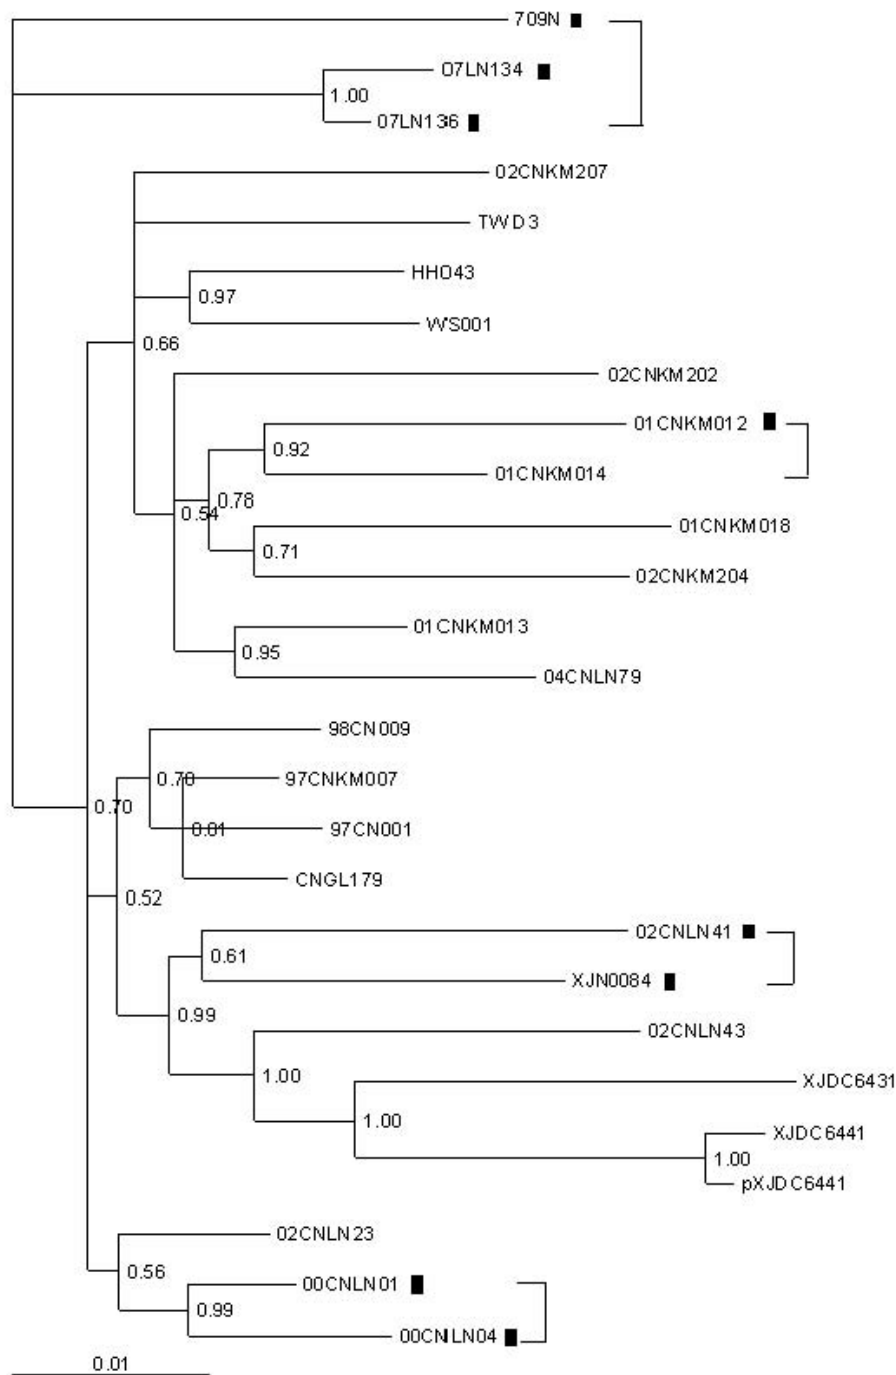 709N
07LN134
1.00
07LN136
02CNKM207
TWD3
HH043
0.97
WS001
0.66
02CNKM202
01CNKM012
0.92
01CNKM014
0.78
0.54
01CNKM018
0.71
02CNKM204
01CNKM013
0.95
04CNLN79
98CN009
0.70
97CNKM007
0.70
0.01
97CN001
CNGL179
0.52
02CNLN41
0.61
XJN0084
0.99
02CNLN43
1.00
XJDC6431
1.00
XJDC6441
1.00
pXJDC6441
02CNLN23
0.56
00CNLN01
0.99
00CNLN04
0.01